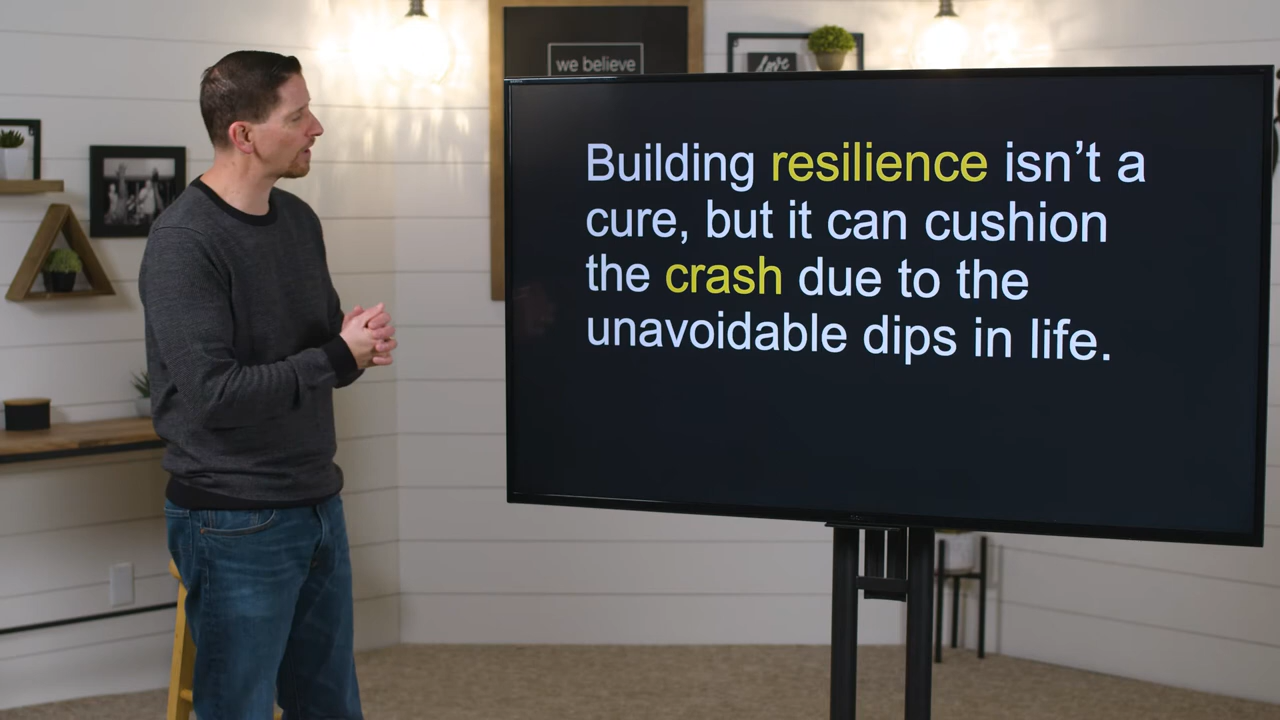 we believe
love
Building resilience isn't a
cure, but it can cushion
the crash due to the
unavoidable dips in life.